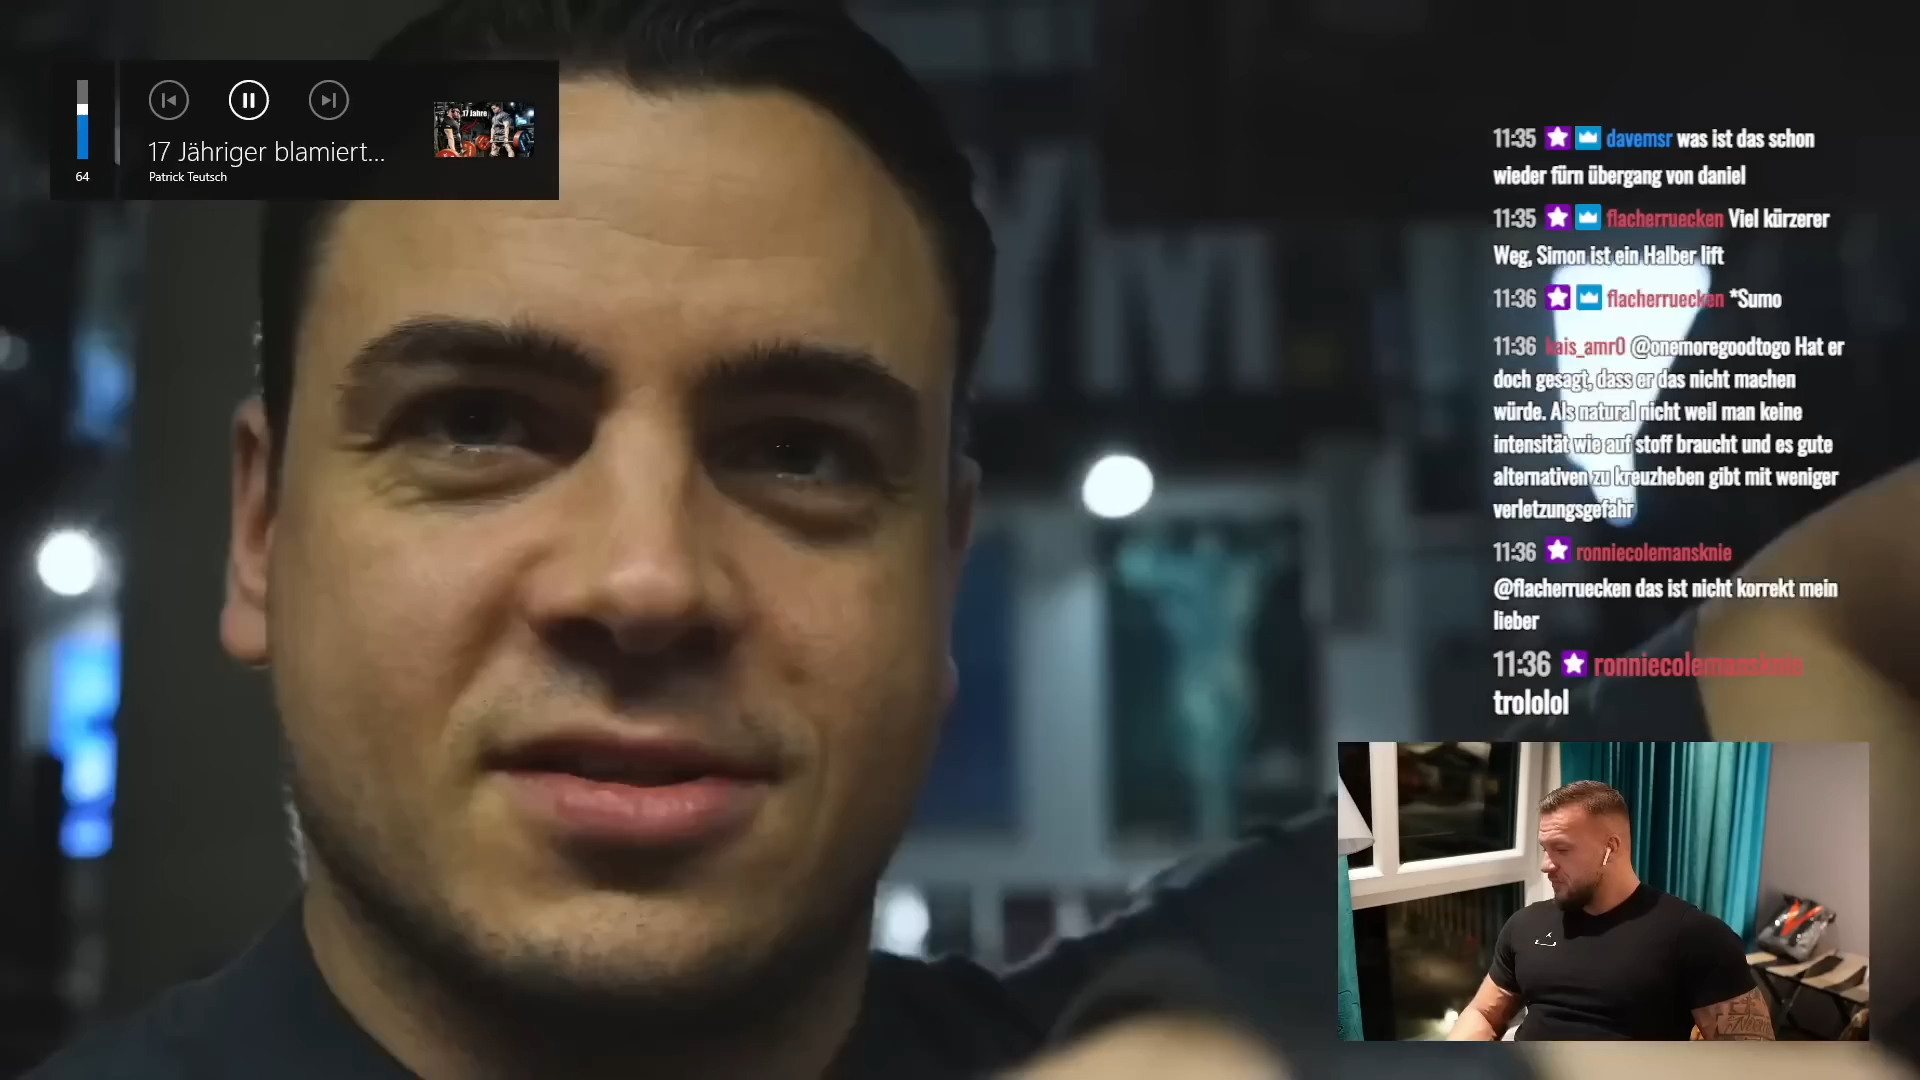 17 Jähriger blamiert...
Patrick Teutsch
64
17 Jahre
YM
11:35 davemsr was ist das schon
wieder fürn übergang von daniel
11:35 flacherruecken Viel kürzerer
Weg, Simon ist ein Halber lift
11:36 flacherruecken *Sumo
11:36 kais_amr0 @onemoregoodtogo Hat er
doch gesagt, dass er das nicht machen
würde. Als natural nicht weil man keine
intensität wie auf stoff braucht und es gute
alternativen zu kreuzheben gibt mit weniger
verletzungsgefahr
11:36 ronniecolemansknie
@flacherruecken das ist nicht korrekt mein
lieber
11:36 ronniecolemansknie
trololol